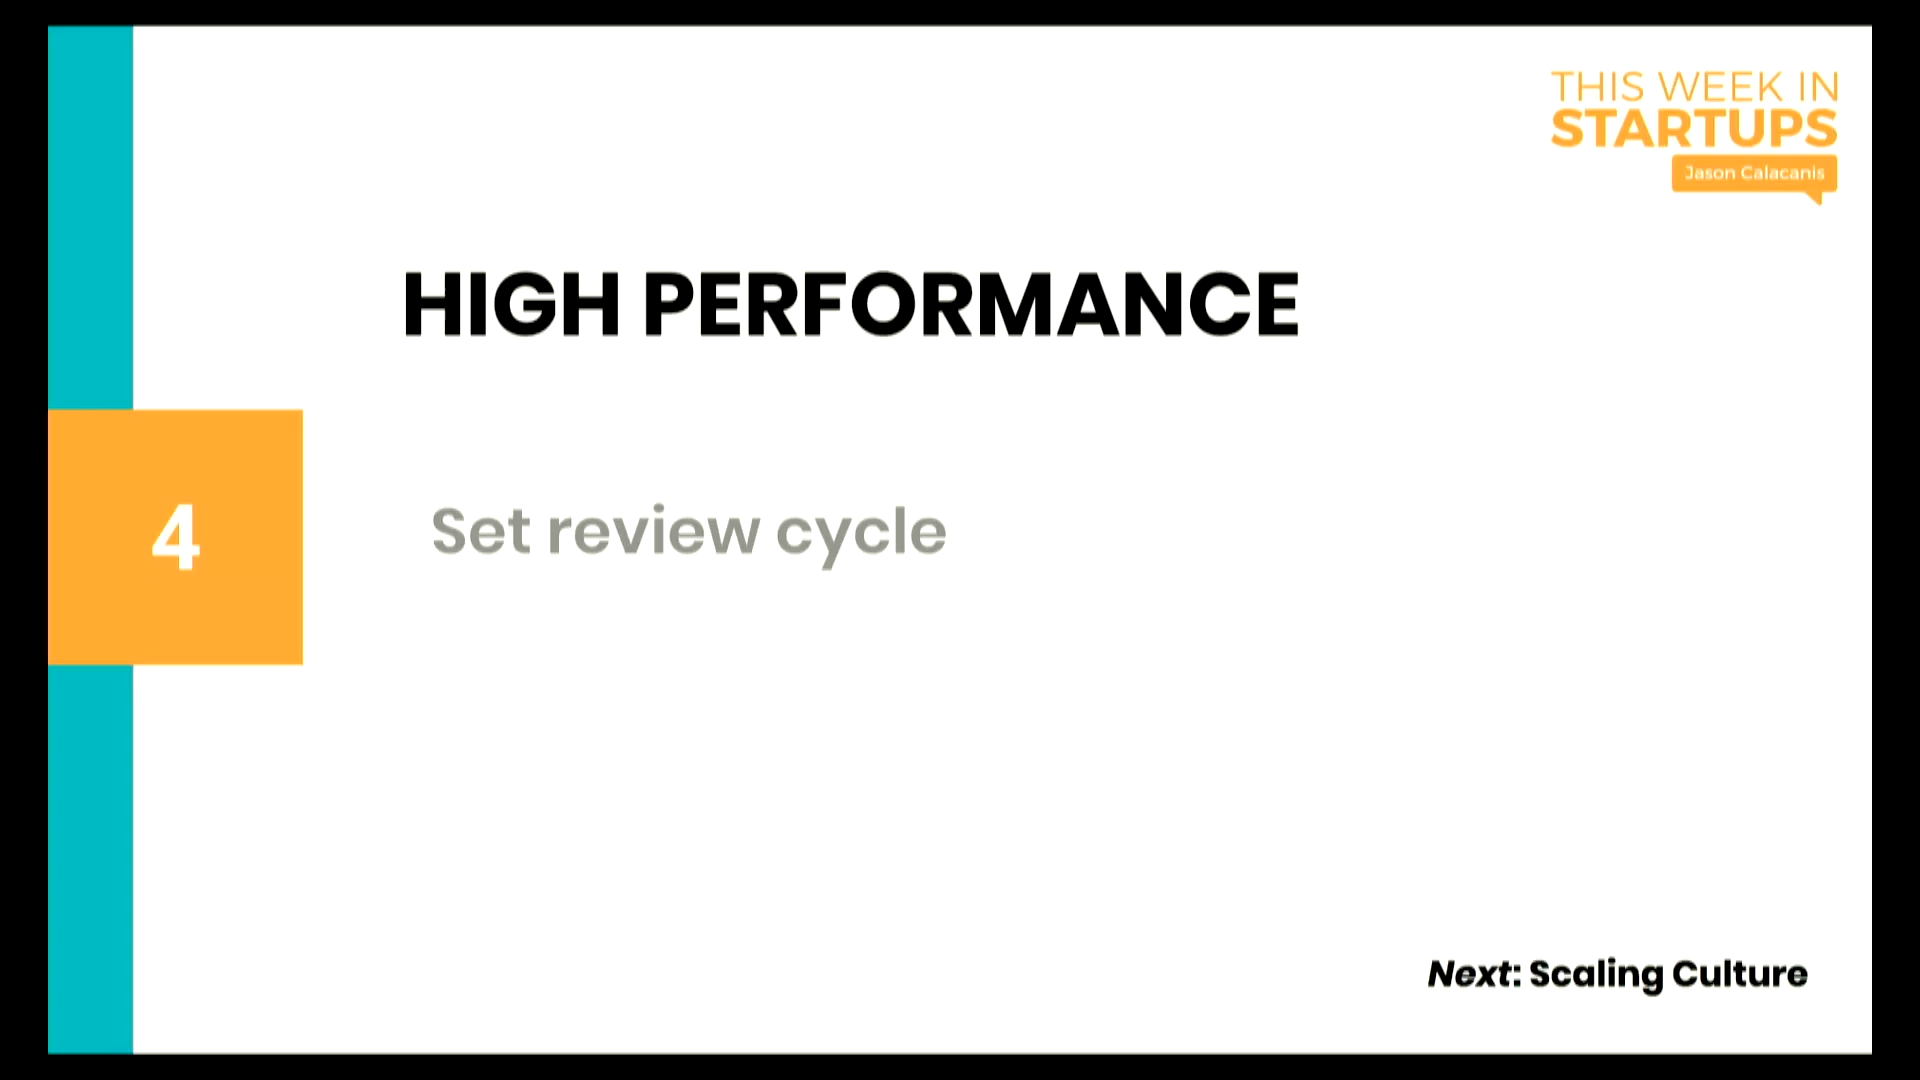 THIS WEEK IN
STARTUPS
Jason Calacanis
HIGH PERFORMANCE
4
Set review cycle
Next: Scaling Culture